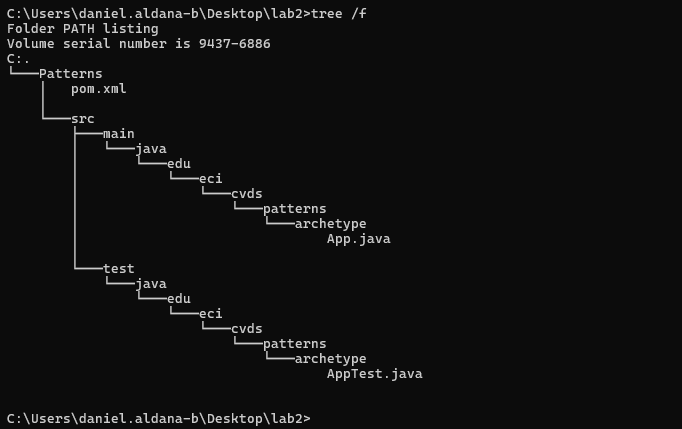 C:\Users\daniel.aldana-b\Desktop\lab2>tree /f
Folder PATH listing
Volume serial number is 9437-6886
C:.
└───Patterns
    │   pom.xml
    │
    └───src
        ├───main
        │   └───java
        │       └───edu
        │           └───eci
        │               └───cvds
        │                   └───patterns
        │                       └───archetype
        │                               App.java
        │
        └───test
            └───java
                └───edu
                    └───eci
                        └───cvds
                            └───patterns
                                └───archetype
                                        AppTest.java
C:\Users\daniel.aldana-b\Desktop\lab2>